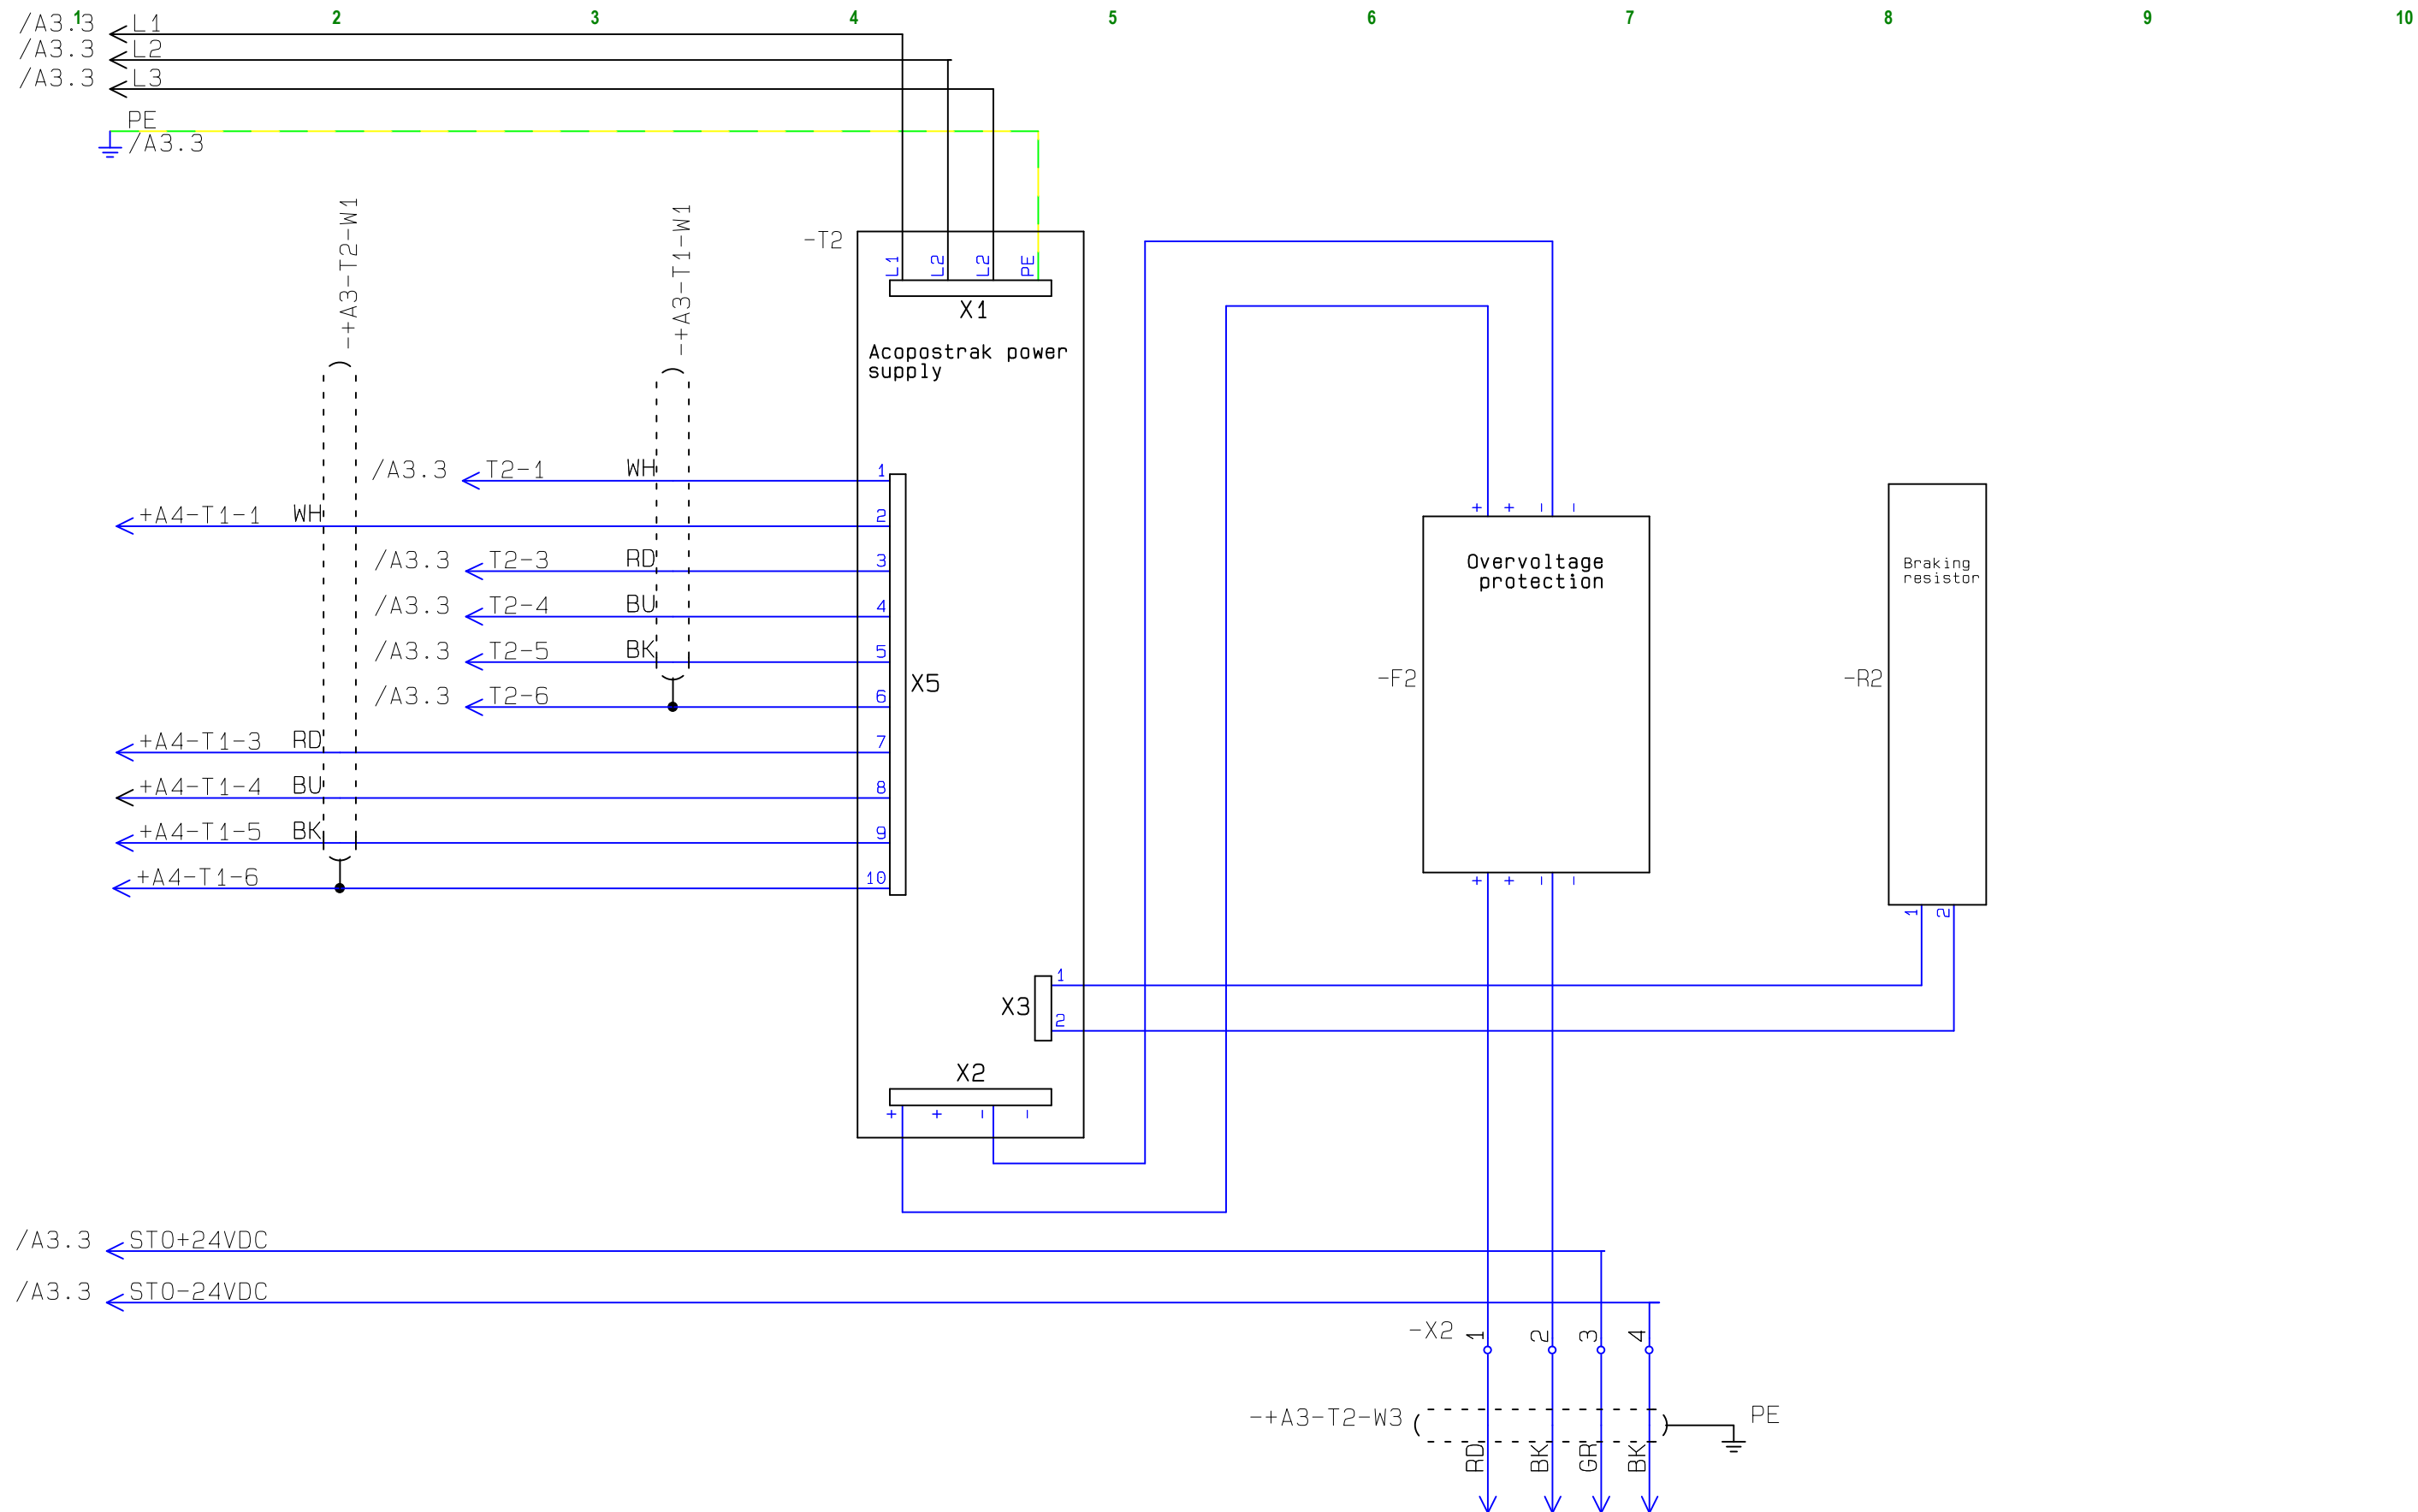 1 2 3 4 5 6 7 8 9 10
/A3.3 L1
/A3.3 L2
/A3.3 L3
PE
/A3.3
-+A3-T2-W1
-+A3-T1-W1
-T2
L1 L2 L2 PE
X1
Acopostrak power
supply
/A3.3 T2-1 WH 1
+A4-T1-1 WH 2
/A3.3 T2-3 RD 3
/A3.3 T2-4 BU 4
/A3.3 T2-5 BK 5
/A3.3 T2-6 6
+A4-T1-3 RD 7
+A4-T1-4 BU 8
+A4-T1-5 BK 9
+A4-T1-6 10
X5
+ + - -
Overvoltage
protection
-F2
+ + - -
Braking
resistor
-R2
1 2
X3
1
2
X2
+ + - -
/A3.3 STO+24VDC
/A3.3 STO-24VDC
-X2 1 2 3 4
-+A3-T2-W3
PE
RD BK GR BK